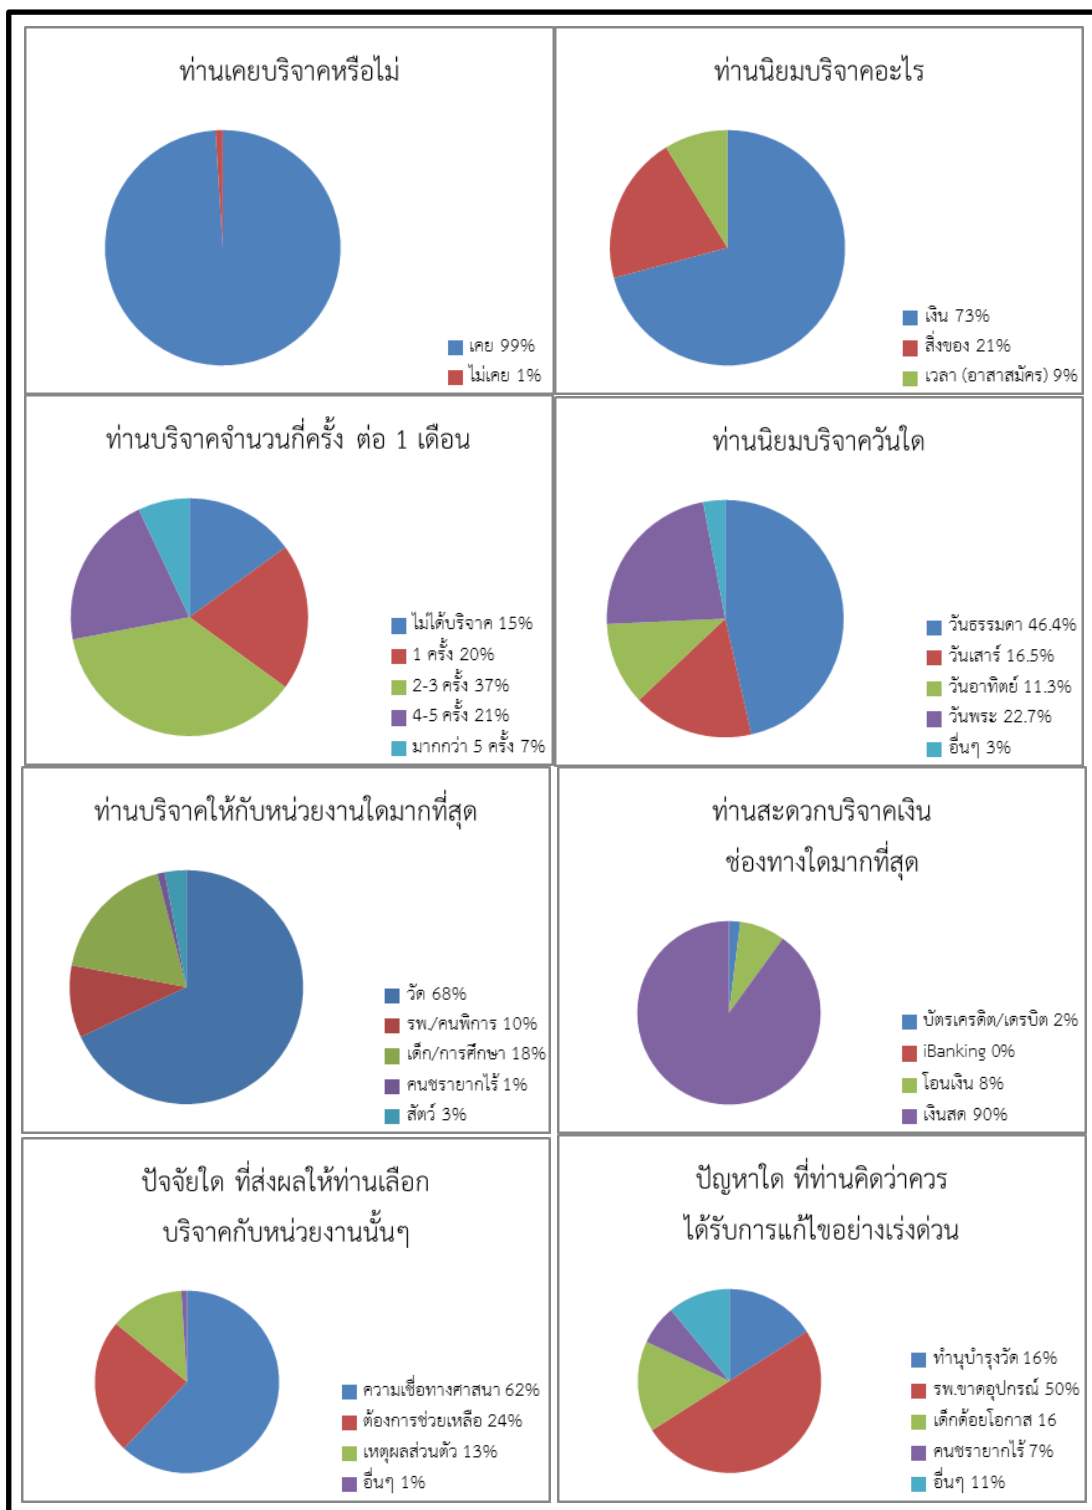 ท่านเคยบริจาคหรือไม่
เคย 99%
ไม่เคย 1%
ท่านนิยมบริจาคอะไร
เงิน 73%
สิ่งของ 21%
เวลา (อาสาสมัคร) 9%
ท่านบริจาคจำนวนกี่ครั้ง ต่อ 1 เดือน
ไม่ได้บริจาค 15%
1 ครั้ง 20%
2-3 ครั้ง 37%
4-5 ครั้ง 21%
มากกว่า 5 ครั้ง 7%
ท่านนิยมบริจาควันใด
วันธรรมดา 46.4%
วันเสาร์ 16.5%
วันอาทิตย์ 11.3%
วันพระ 22.7%
อื่นๆ 3%
ท่านบริจาคให้กับหน่วยงานใดมากที่สุด
วัด 68%
รพ./คนพิการ 10%
เด็ก/การศึกษา 18%
คนชรายากไร้ 1%
สัตว์ 3%
ท่านสะดวกบริจาคเงิน
ช่องทางใดมากที่สุด
บัตรเครดิต/เดรบิต 2%
iBanking 0%
โอนเงิน 8%
เงินสด 90%
ปัจจัยใด ที่ส่งผลให้ท่านเลือก
บริจาคกับหน่วยงานนั้นๆ
ความเชื่อทางศาสนา 62%
ต้องการช่วยเหลือ 24%
เหตุผลส่วนตัว 13%
อื่นๆ 1%
ปัญหาใด ที่ท่านคิดว่าควร
ได้รับการแก้ไขอย่างเร่งด่วน
ทำนุบำรุงวัด 16%
รพ.ขาดอุปกรณ์ 50%
เด็กด้อยโอกาส 16
คนชรายากไร้ 7%
อื่นๆ 11%